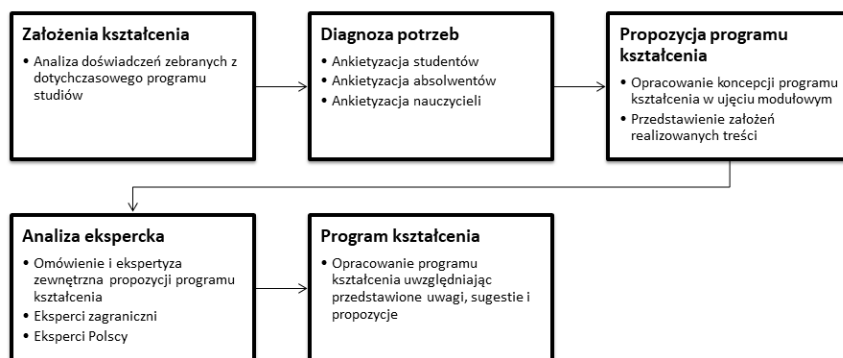 Założenia kształcenia
• Analiza doświadczeń zebranych z
dotychczasowego programu
studiów
Diagnoza potrzeb
• Ankietyzacja studentów
• Ankietyzacja absolwentów
• Ankietyzacja nauczycieli
Propozycja programu
kształcenia
• Opracowanie koncepcji programu
kształcenia w ujęciu modułowym
• Przedstawienie założeń
realizowanych treści
Analiza ekspercka
• Omówienie i ekspertyza
zewnętrzna propozycji programu
kształcenia
• Eksperci zagraniczni
• Eksperci Polscy
Program kształcenia
• Opracowanie programu
kształcenia uwzględniając
przedstawione uwagi, sugestie i
propozycje